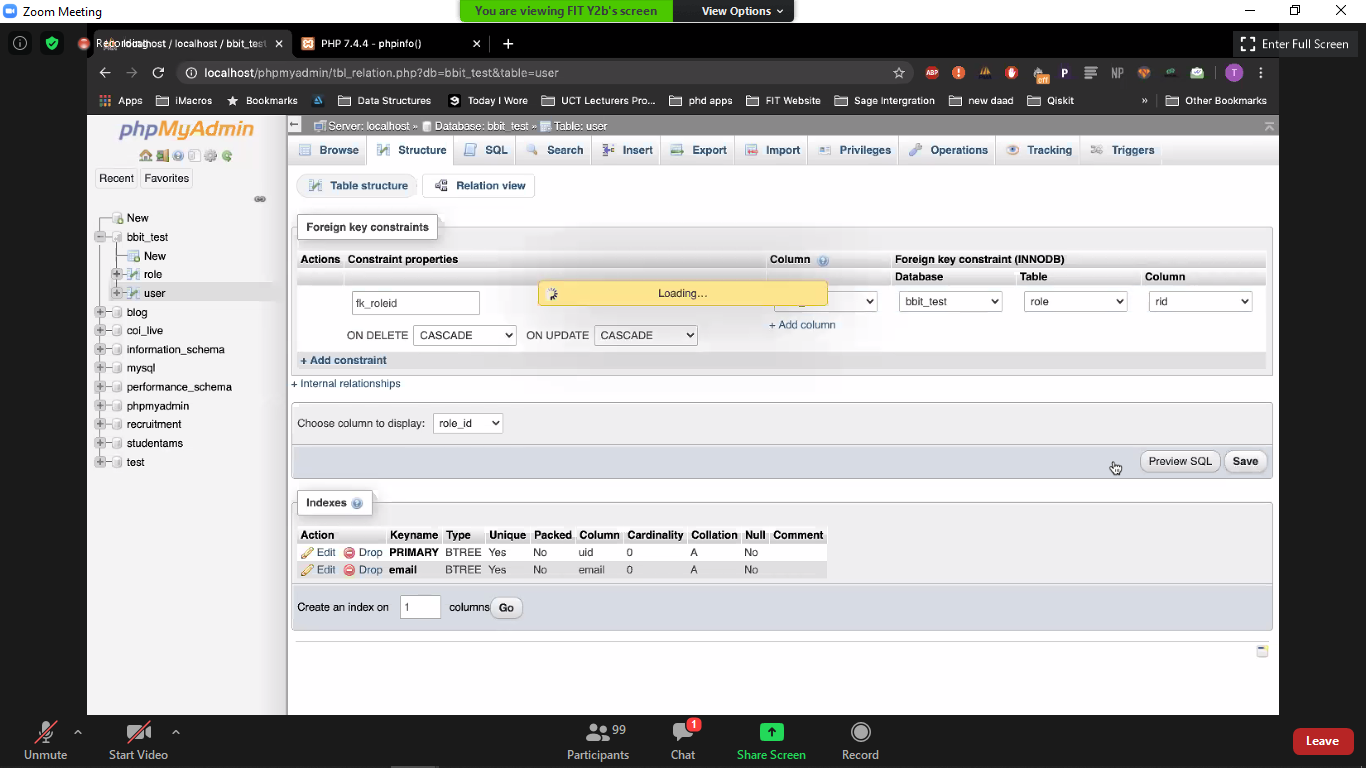 Zoom Meeting
You are viewing FIT Y2b's screen
View Options
Recording
localhost / localhost / bbit_test
PHP 7.4.4 - phpinfo()
Enter Full Screen
localhost/phpmyadmin/tbl_relation.php?db=bbit_test&table=user
ABP
off
P
NP
T
Apps
iMacros
Bookmarks
Data Structures
Today I Wore
UCT Lecturers Pro...
phd apps
FIT Website
Sage Intergration
new daad
Qiskit
»
Other Bookmarks
phpMyAdmin
Server: localhost » Database: bbit_test » Table: user
Browse
Structure
SQL
Search
Insert
Export
Import
Privileges
Operations
Tracking
Triggers
Recent
Favorites
Table structure
Relation view
New
bbit_test
New
role
user
blog
coi_live
information_schema
mysql
performance_schema
phpmyadmin
recruitment
studentams
test
Foreign key constraints
Actions Constraint properties Column Foreign key constraint (INNODB)
Database Table Column
fk_roleid
Loading...
bbit_test
role
rid
+ Add column
ON DELETE CASCADE ON UPDATE CASCADE
+ Add constraint
+ Internal relationships
Choose column to display: role_id
Preview SQL Save
Indexes
Action Keyname Type Unique Packed Column Cardinality Collation Null Comment
Edit Drop PRIMARY BTREE Yes No uid 0 A No
Edit Drop email BTREE Yes No email 0 A No
Create an index on 1 columns Go
Unmute
Start Video
99
Participants
1
Chat
Share Screen
Record
Leave